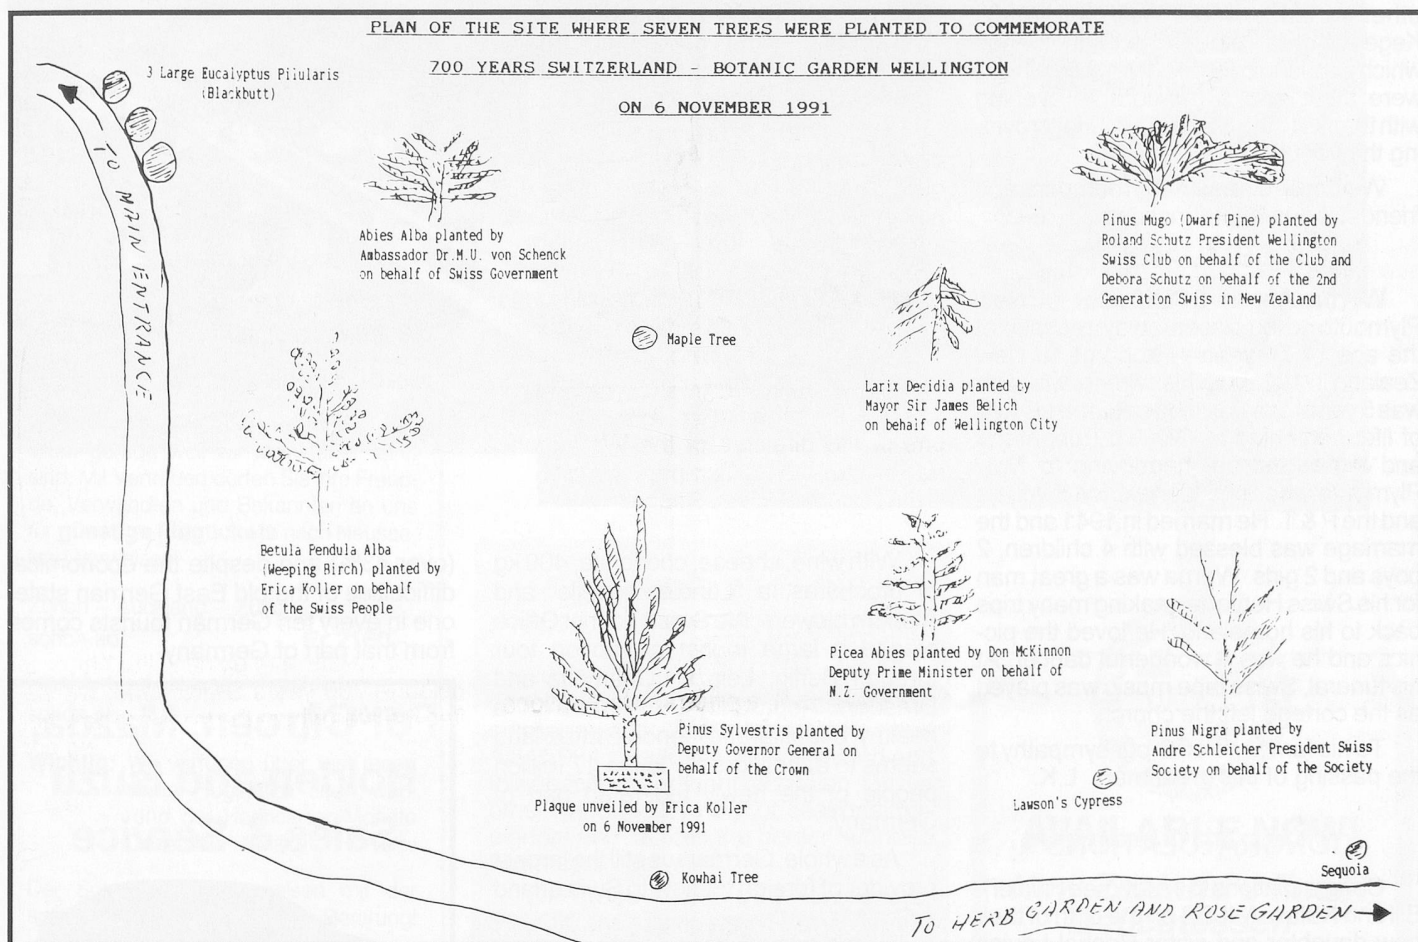 PLAN OF THE SITE WHERE SEVEN TREES WERE PLANTED TO COMMEMORATE
700 YEARS SWITZERLAND - BOTANIC GARDEN WELLINGTON
ON 6 NOVEMBER 1991
3 Large Eucalyptus Pilularis
(Blackbutt)
TO MAIN ENTRANCE
Abies Alba planted by
Ambassador Dr.M.U. von Schenck
on behalf of Swiss Government
Pinus Mugo (Dwarf Pine) planted by
Roland Schutz President Wellington
Swiss Club on behalf of the Club and
Debora Schutz on behalf of the 2nd
Generation Swiss in New Zealand
Maple Tree
Larix Decidia planted by
Mayor Sir James Belich
on behalf of Wellington City
Betula Pendula Alba
(Weeping Birch) planted by
Erica Koller on behalf
of the Swiss People
Picea Abies planted by Don McKinnon
Deputy Prime Minister on behalf of
N.Z. Government
Pinus Sylvestris planted by
Deputy Governor General on
behalf of the Crown
Pinus Nigra planted by
Andre Schleicher President Swiss
Society on behalf of the Society
Plaque unveiled by Erica Koller
on 6 November 1991
Lawson's Cypress
Kowhai Tree
Sequoia
TO HERB GARDEN AND ROSE GARDEN